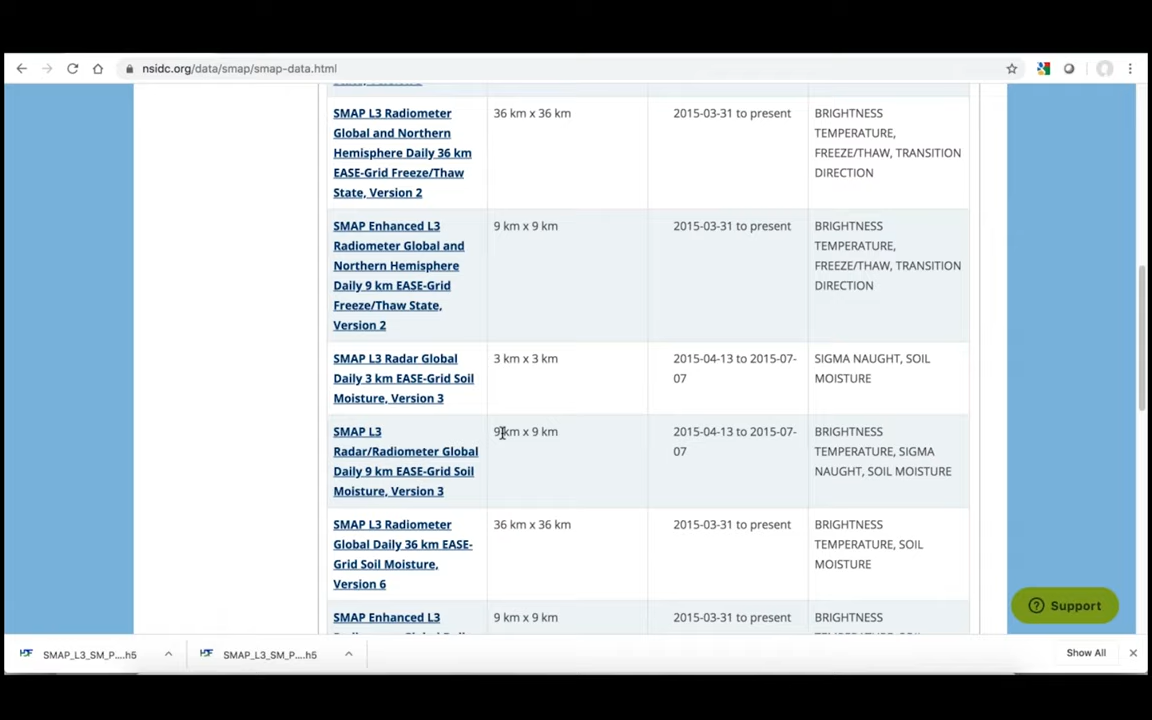 nsidc.org/data/smap/smap-data.html
SMAP L3 Radiometer
Global and Northern
Hemisphere Daily 36 km
EASE-Grid Freeze/Thaw
State, Version 2
36 km x 36 km
2015-03-31 to present
BRIGHTNESS
TEMPERATURE,
FREEZE/THAW, TRANSITION
DIRECTION
SMAP Enhanced L3
Radiometer Global and
Northern Hemisphere
Daily 9 km EASE-Grid
Freeze/Thaw State,
Version 2
9 km x 9 km
2015-03-31 to present
BRIGHTNESS
TEMPERATURE,
FREEZE/THAW, TRANSITION
DIRECTION
SMAP L3 Radar Global
Daily 3 km EASE-Grid Soil
Moisture, Version 3
3 km x 3 km
2015-04-13 to 2015-07-
07
SIGMA NAUGHT, SOIL
MOISTURE
SMAP L3
Radar/Radiometer Global
Daily 9 km EASE-Grid Soil
Moisture, Version 3
9 km x 9 km
2015-04-13 to 2015-07-
07
BRIGHTNESS
TEMPERATURE, SIGMA
NAUGHT, SOIL MOISTURE
SMAP L3 Radiometer
Global Daily 36 km EASE-
Grid Soil Moisture,
Version 6
36 km x 36 km
2015-03-31 to present
BRIGHTNESS
TEMPERATURE, SOIL
MOISTURE
SMAP Enhanced L3
9 km x 9 km
2015-03-31 to present
BRIGHTNESS
Support
SMAP_L3_SM_P....h5
SMAP_L3_SM_P....h5
Show All